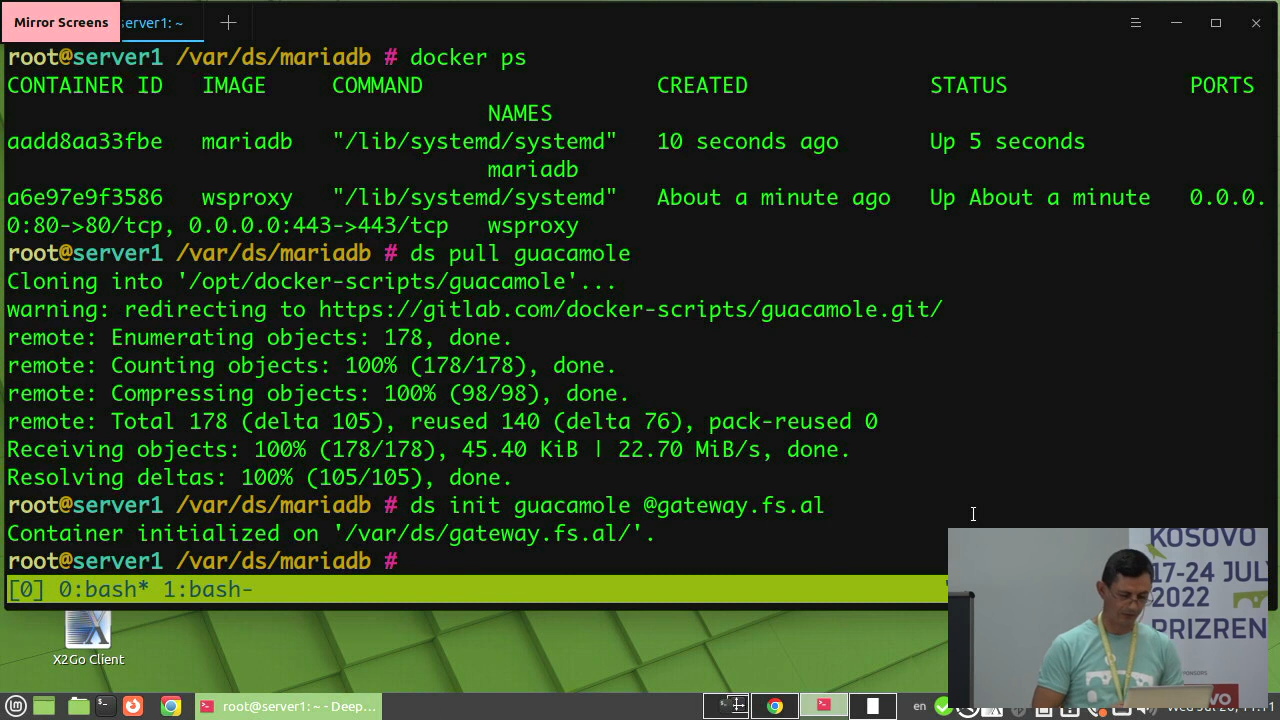 Mirror Screens
server1: ~
root@server1 /var/ds/mariadb # docker ps
CONTAINER ID   IMAGE     COMMAND                  CREATED              STATUS              PORTS
NAMES
aadd8aa33fbe   mariadb   "/lib/systemd/systemd"   10 seconds ago       Up 5 seconds
mariadb
a6e97e9f3586   wsproxy   "/lib/systemd/systemd"   About a minute ago   Up About a minute   0.0.0.
0:80->80/tcp, 0.0.0.0:443->443/tcp   wsproxy
root@server1 /var/ds/mariadb # ds pull guacamole
Cloning into '/opt/docker-scripts/guacamole'...
warning: redirecting to https://gitlab.com/docker-scripts/guacamole.git/
remote: Enumerating objects: 178, done.
remote: Counting objects: 100% (178/178), done.
remote: Compressing objects: 100% (98/98), done.
remote: Total 178 (delta 105), reused 140 (delta 76), pack-reused 0
Receiving objects: 100% (178/178), 45.40 KiB | 22.70 MiB/s, done.
Resolving deltas: 100% (105/105), done.
root@server1 /var/ds/mariadb # ds init guacamole @gateway.fs.al
Container initialized on '/var/ds/gateway.fs.al/'.
root@server1 /var/ds/mariadb #
[0] 0:bash* 1:bash-
KOSOVO
17-24 JULY
2022
PRIZREN
X2Go Client
root@server1: ~ - Deep...
en